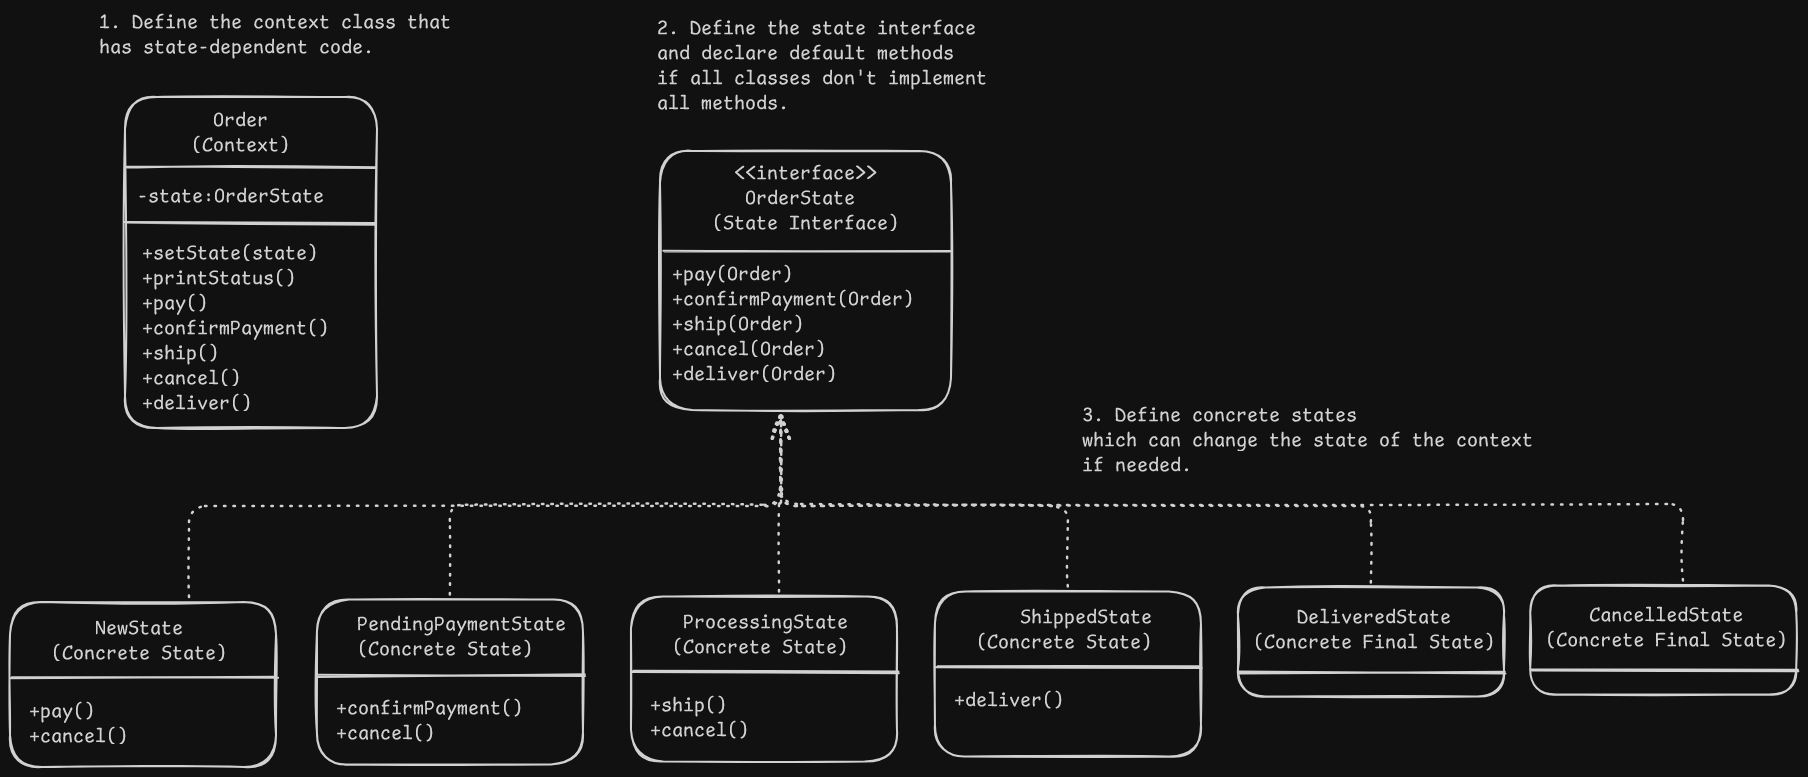 1. Define the context class that
has state-dependent code.
2. Define the state interface
and declare default methods
if all classes don't implement
all methods.
Order
(Context)
-state:OrderState
+setState(state)
+printStatus()
+pay()
+confirmPayment()
+ship()
+cancel()
+deliver()
<<interface>>
OrderState
(State Interface)
+pay(Order)
+confirmPayment(Order)
+ship(Order)
+cancel(Order)
+deliver(Order)
3. Define concrete states
which can change the state of the context
if needed.
NewState
(Concrete State)
+pay()
+cancel()
PendingPaymentState
(Concrete State)
+confirmPayment()
+cancel()
ProcessingState
(Concrete State)
+ship()
+cancel()
ShippedState
(Concrete State)
+deliver()
DeliveredState
(Concrete Final State)
CancelledState
(Concrete Final State)